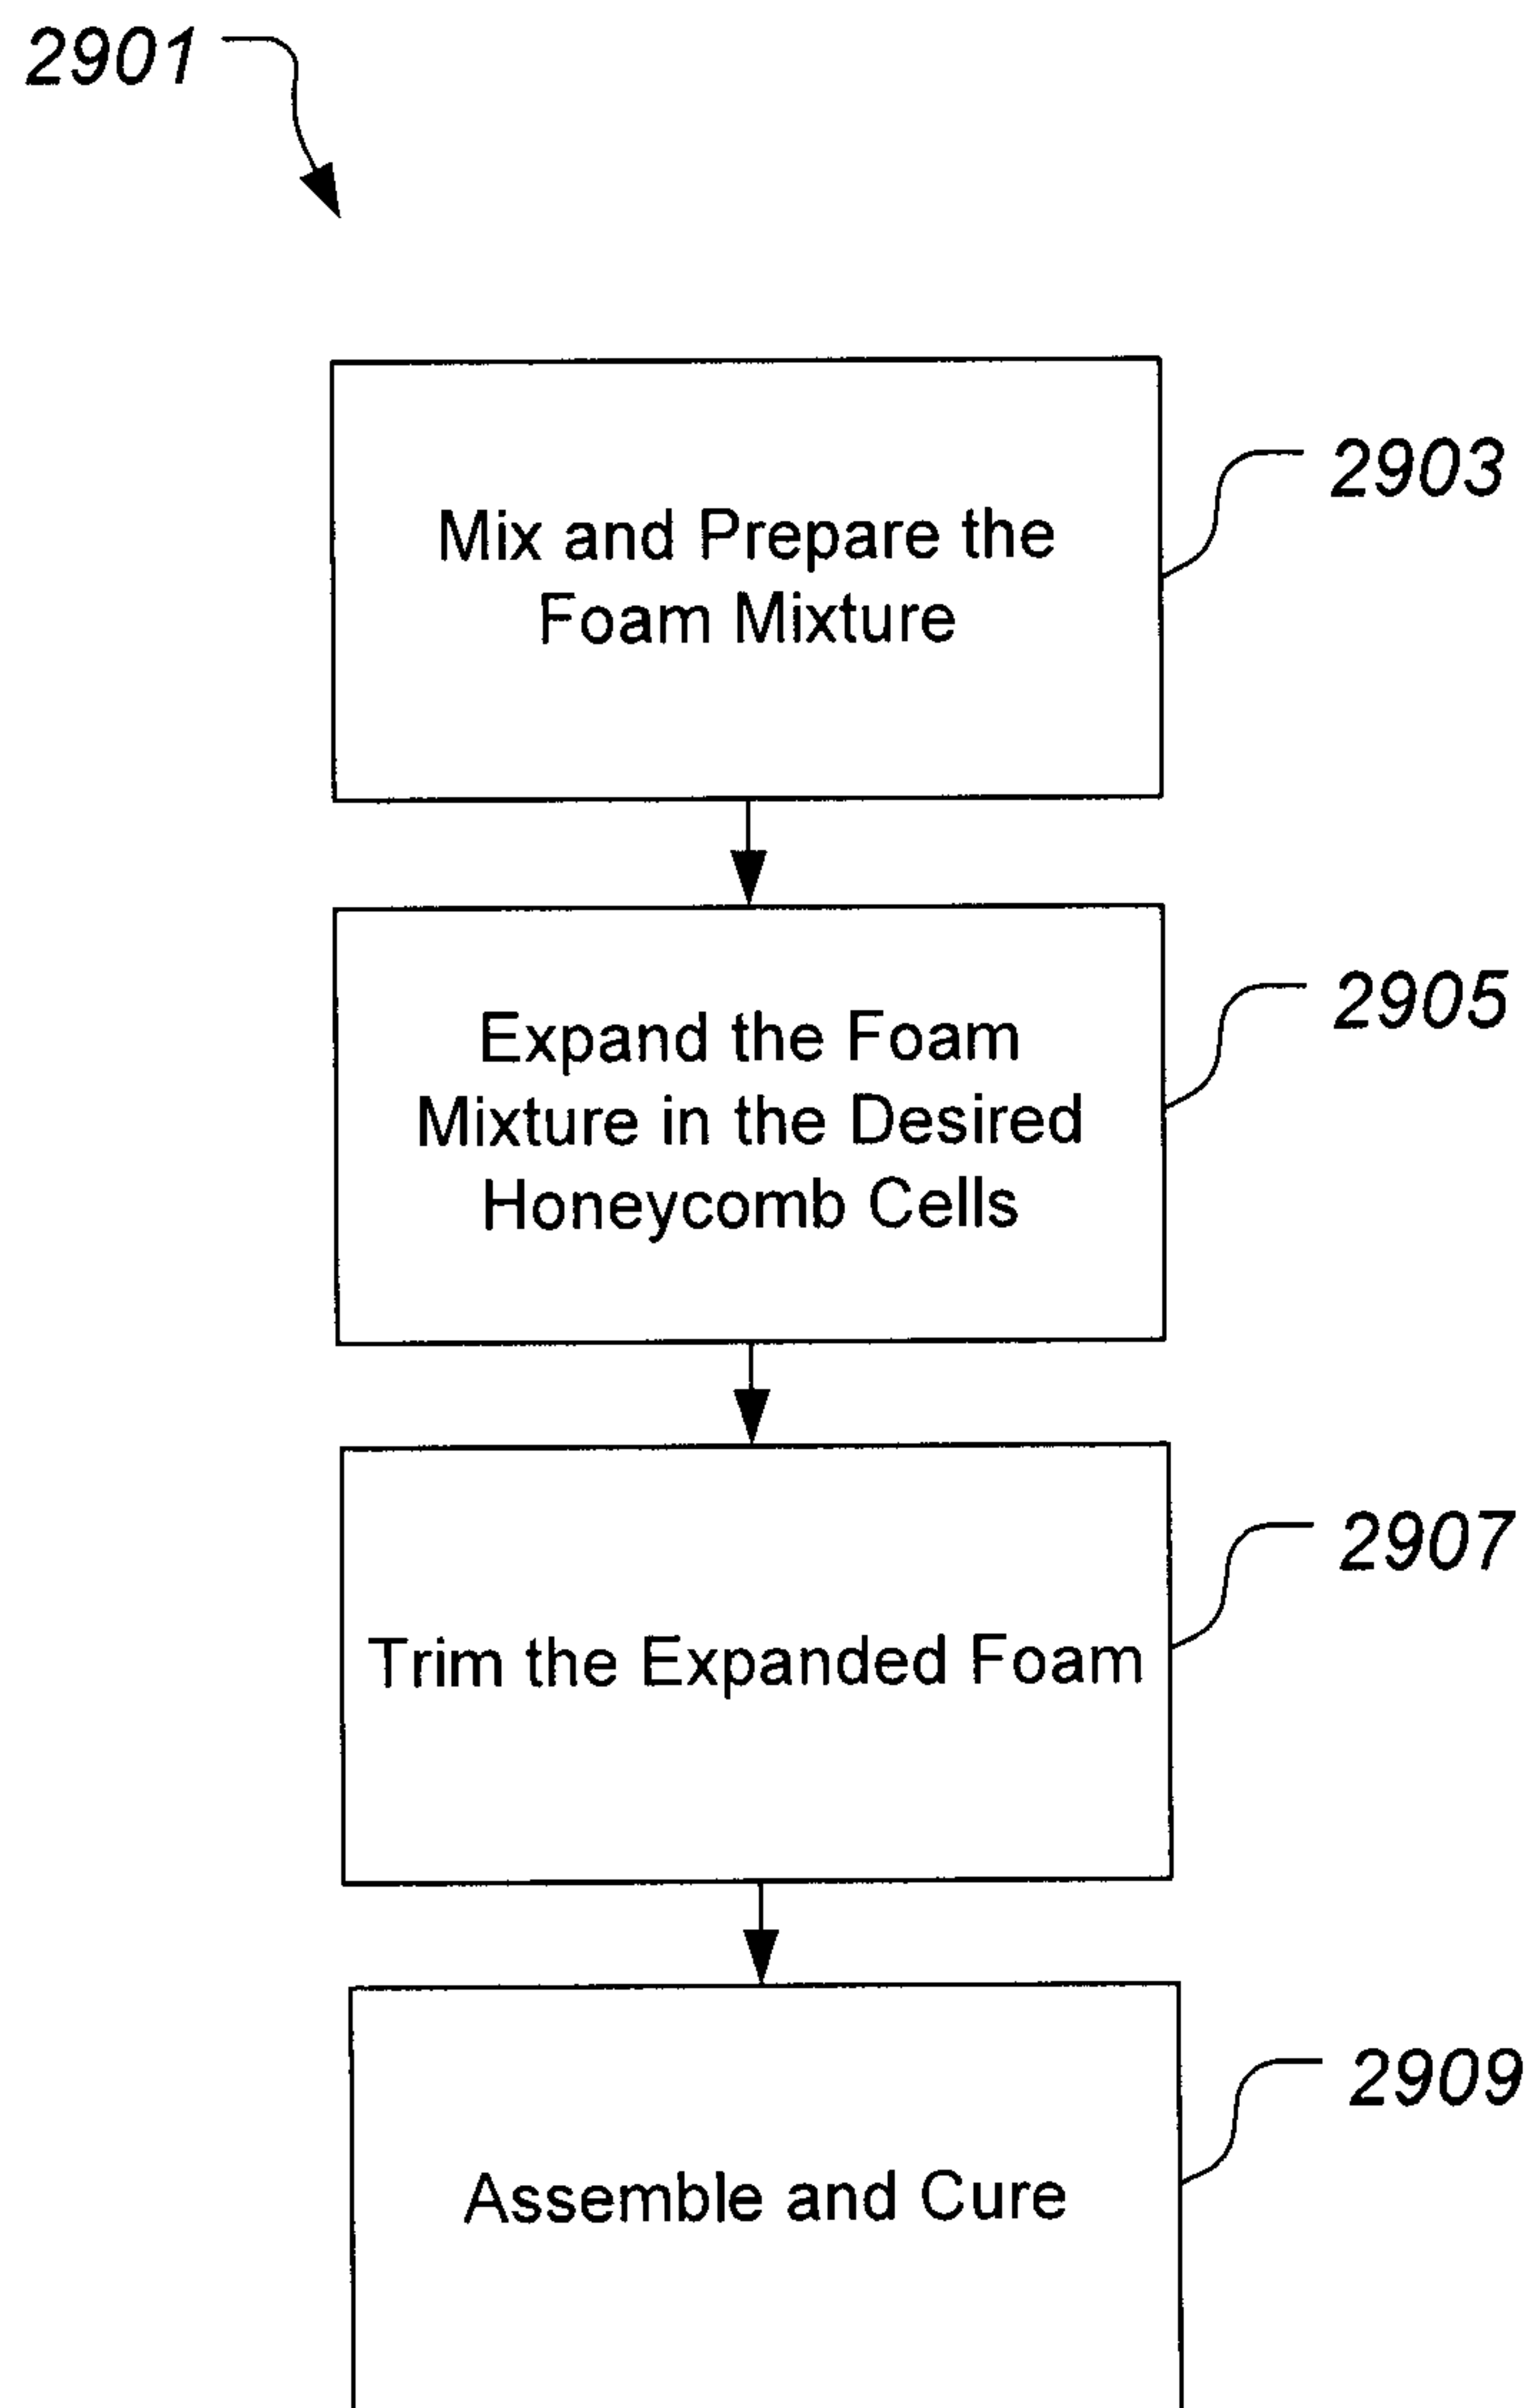 2901
Mix and Prepare the
Foam Mixture
2903
Expand the Foam
Mixture in the Desired
Honeycomb Cells
2905
Trim the Expanded Foam
2907
Assemble and Cure
2909